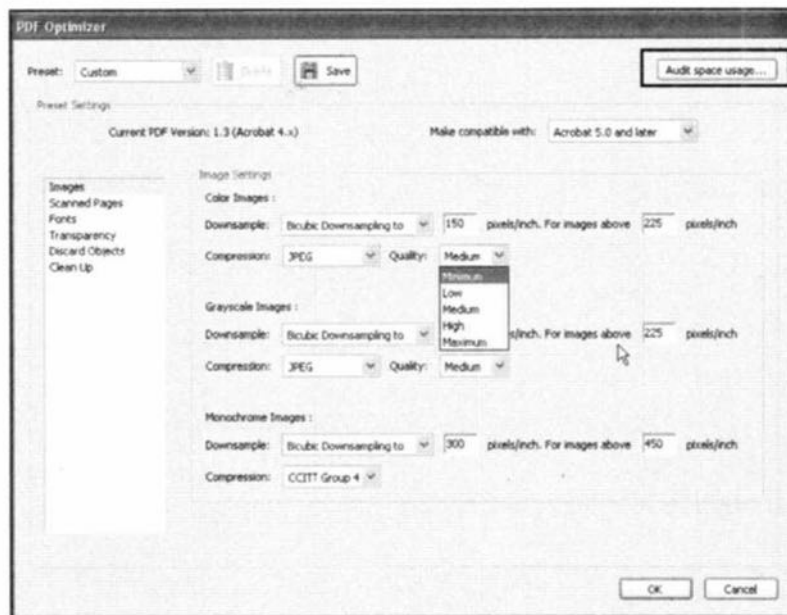 PDF Optimizer
Preset: Custom Delete Save Audit space usage...
Preset Settings
Current PDF Version: 1.3 (Acrobat 4.x) Make compatible with: Acrobat 5.0 and later
Images
Scanned Pages
Fonts
Transparency
Discard Objects
Clean Up
Image Settings
Color Images :
Downsample: Bicubic Downsampling to 150 pixels/inch. For images above 225 pixels/inch
Compression: JPEG Quality: Medium
Minimum
Low
Medium
High
Maximum
Grayscale Images :
Downsample: Bicubic Downsampling to s/inch. For images above 225 pixels/inch
Compression: JPEG Quality: Medium
Monochrome Images :
Downsample: Bicubic Downsampling to 300 pixels/inch. For images above 450 pixels/inch
Compression: CCITT Group 4
OK Cancel